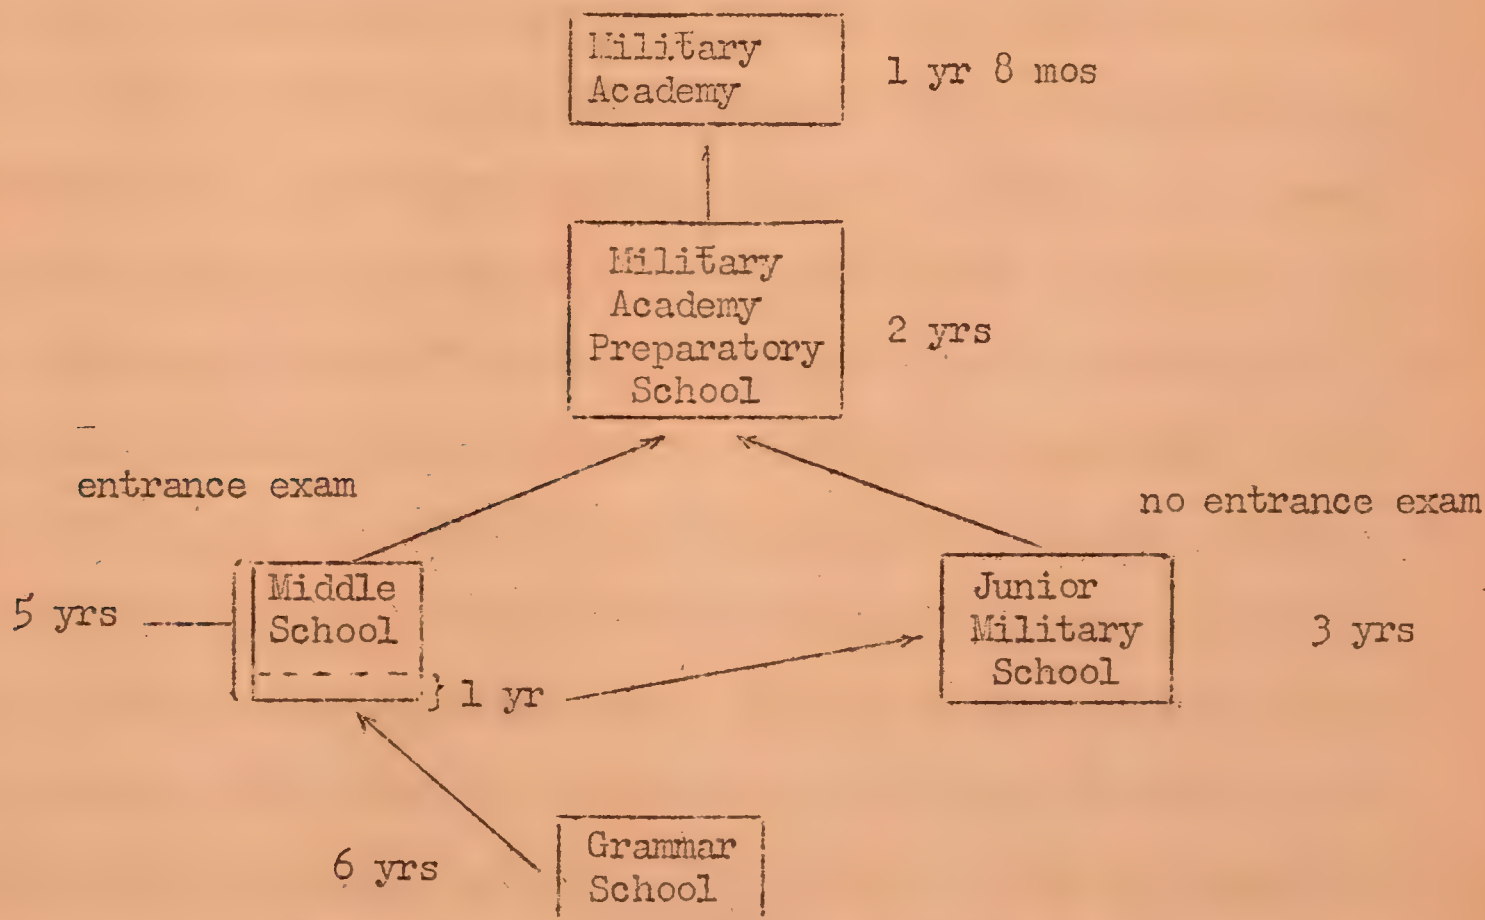 Military
Academy
1 yr 8 mos
Military
Academy
Preparatory
School
2 yrs
entrance exam
no entrance exam
5 yrs
Middle
School
} 1 yr
Junior
Military
School
3 yrs
6 yrs
Grammar
School